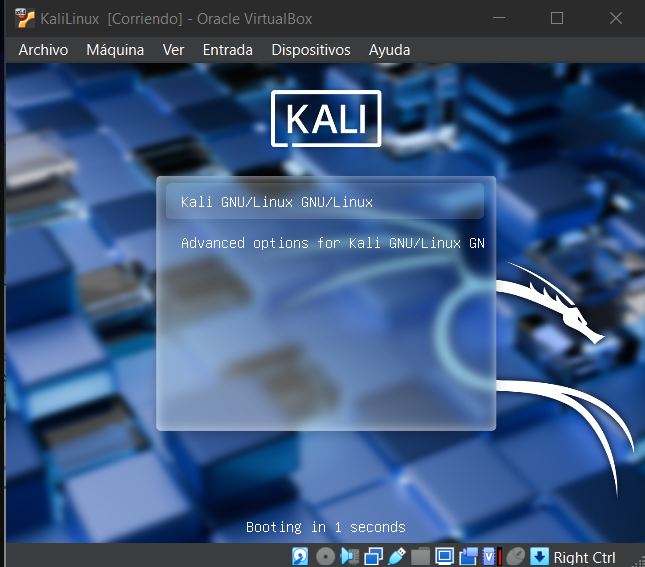 KaliLinux [Corriendo] - Oracle VirtualBox
Archivo Máquina Ver Entrada Dispositivos Ayuda
KALI
Kali GNU/Linux GNU/Linux
Advanced options for Kali GNU/Linux GN
Booting in 1 seconds
Right Ctrl